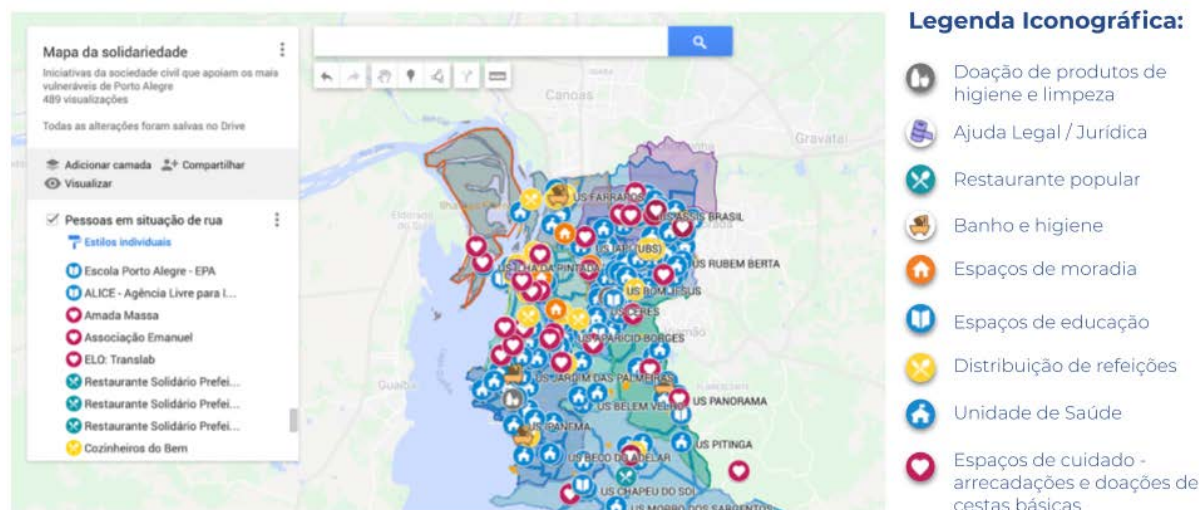 Mapa da solidariedade
Iniciativas da sociedade civil que apoiam os mais
vulneráveis de Porto Alegre
489 visualizações
Todas as alterações foram salvas no Drive
Adicionar camada
Compartilhar
Visualizar
Pessoas em situação de rua
Estilos individuais
Escola Porto Alegre - EPA
ALICE - Agência Livre para I...
Amada Massa
Associação Emanuel
ELO: Translab
Restaurante Solidário Prefei...
Restaurante Solidário Prefei...
Restaurante Solidário Prefei...
Cozinheiros do Bem
Canoas
Gravataí
US FARRAPOS
US ASSIS BRASIL
US IAPI (UBS)
US ILHA DA PINTADA
US RUBEM BERTA
US BOM JESUS
US CERES
US APARICIO BORGES
Guaíba
US JARDIM DAS PALMEIRAS
US BELEM VELHO
US PANORAMA
US IPANEMA
US PITINGA
US BECO DO ADELAR
US CHAPEU DO SOL
US MORRO DOS SARGENTOS
Legenda Iconográfica:
Doação de produtos de
higiene e limpeza
Ajuda Legal / Jurídica
Restaurante popular
Banho e higiene
Espaços de moradia
Espaços de educação
Distribuição de refeições
Unidade de Saúde
Espaços de cuidado -
arrecadações e doações de
cestas básicas